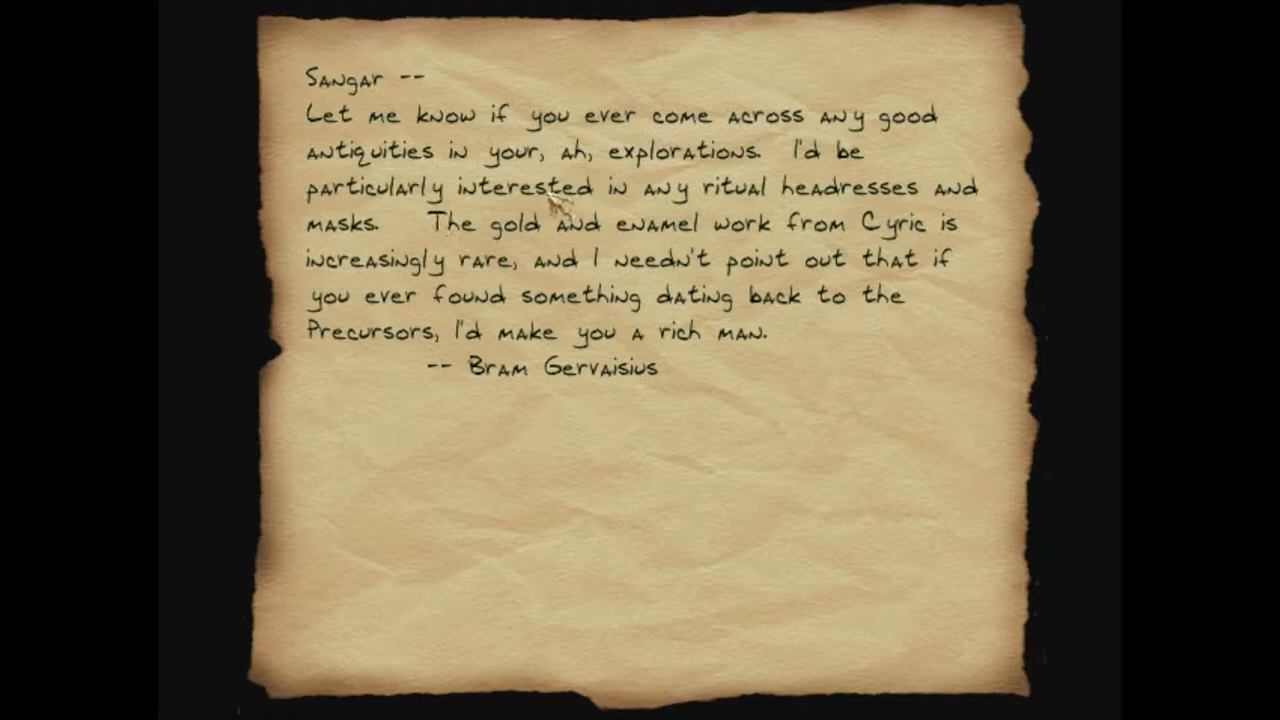 Sangar --
Let me know if you ever come across any good
antiquities in your, ah, explorations.  I'd be
particularly interested in any ritual headresses and
masks.    The gold and enamel work from Cyric is
increasingly rare, and I needn't point out that if
you ever found something dating back to the
Precursors, I'd make you a rich man.
-- Bram Gervaisius